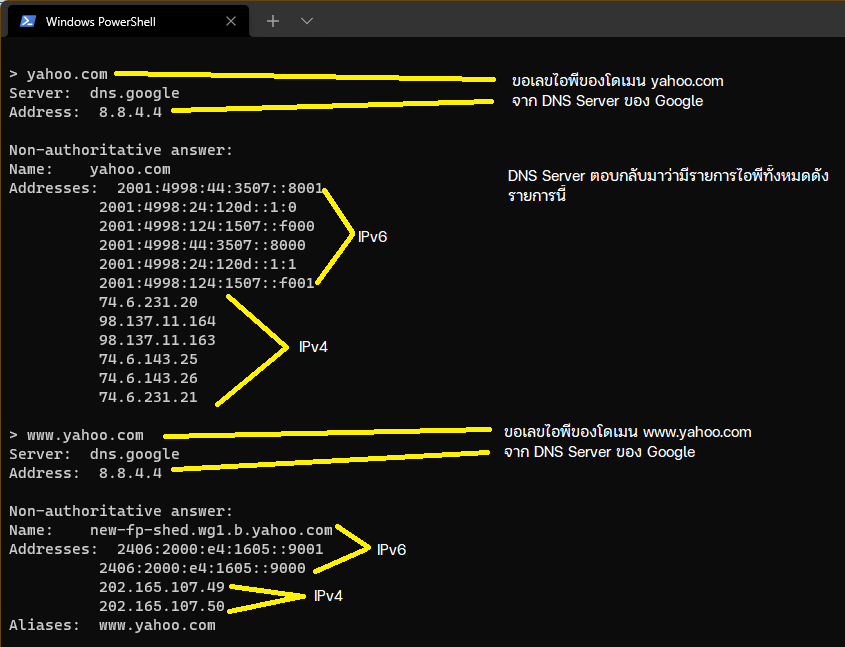 Windows PowerShell
> yahoo.com
Server:  dns.google
Address:  8.8.4.4
ขอเลขไอพีของโดเมน yahoo.com
จาก DNS Server ของ Google
Non-authoritative answer:
Name:    yahoo.com
Addresses:  2001:4998:44:3507::8001
2001:4998:24:120d::1:0
2001:4998:124:1507::f000
2001:4998:44:3507::8000
2001:4998:24:120d::1:1
2001:4998:124:1507::f001
74.6.231.20
98.137.11.164
98.137.11.163
74.6.143.25
74.6.143.26
74.6.231.21
DNS Server ตอบกลับมาว่ามีรายการไอพีทั้งหมดดัง
รายการนี้
IPv6
IPv4
> www.yahoo.com
Server:  dns.google
Address:  8.8.4.4
ขอเลขไอพีของโดเมน www.yahoo.com
จาก DNS Server ของ Google
Non-authoritative answer:
Name:    new-fp-shed.wg1.b.yahoo.com
Addresses:  2406:2000:e4:1605::9001
2406:2000:e4:1605::9000
202.165.107.49
202.165.107.50
Aliases:  www.yahoo.com
IPv6
IPv4